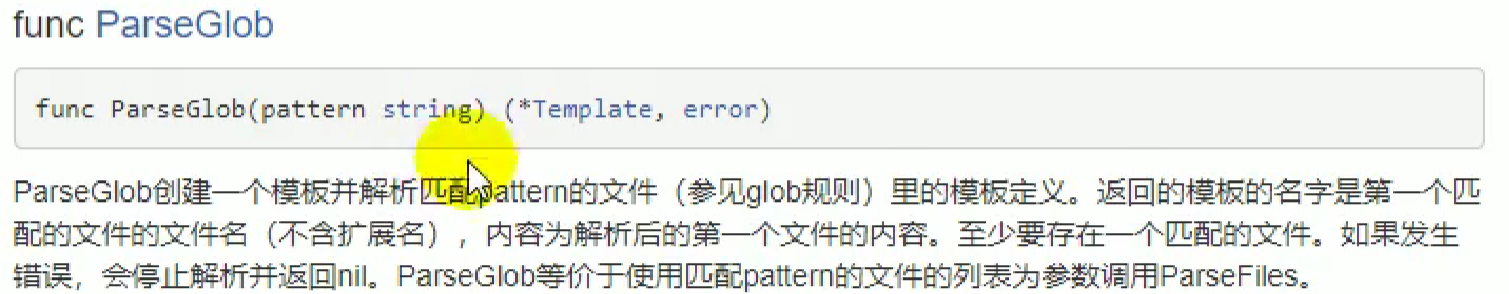 func ParseGlob
func ParseGlob(pattern string) (*Template, error)
ParseGlob创建一个模板并解析匹配pattern的文件（参见glob规则）里的模板定义。返回的模板的名字是第一个匹
配的文件的文件名（不含扩展名），内容为解析后的第一个文件的内容。至少要存在一个匹配的文件。如果发生
错误，会停止解析并返回nil。ParseGlob等价于使用匹配pattern的文件的列表为参数调用ParseFiles。